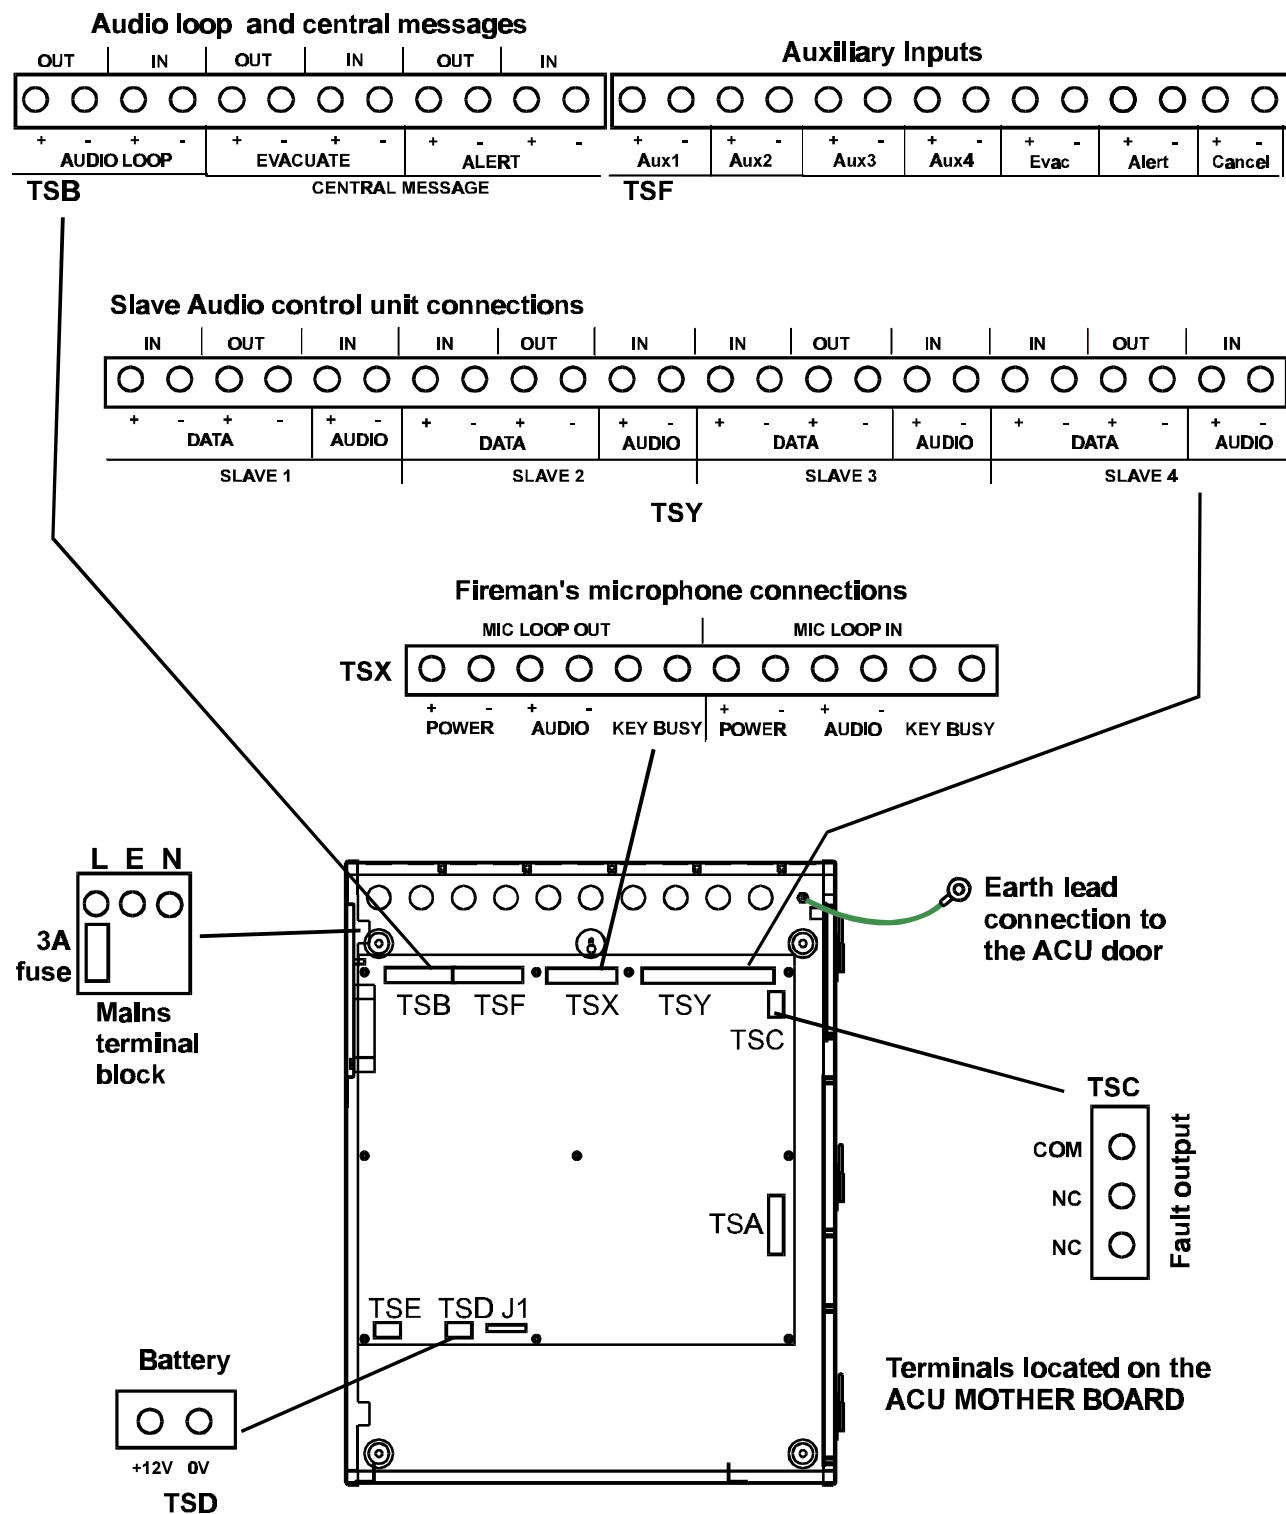 Audio loop and central messages
OUT IN OUT IN OUT IN
+ - + - + - + - + - + -
AUDIO LOOP EVACUATE ALERT
CENTRAL MESSAGE
TSB
Auxiliary Inputs
+ - + - + - + - + - + - + -
Aux1 Aux2 Aux3 Aux4 Evac Alert Cancel
TSF
Slave Audio control unit connections
IN OUT IN IN OUT IN IN OUT IN IN OUT IN
+ - + - + - + - + - + - + - + - + - + - + - + -
DATA AUDIO DATA AUDIO DATA AUDIO DATA AUDIO
SLAVE 1 SLAVE 2 SLAVE 3 SLAVE 4
TSY
Fireman's microphone connections
MIC LOOP OUT MIC LOOP IN
TSX
+ - + - + - + -
POWER AUDIO KEY BUSY POWER AUDIO KEY BUSY
L E N
3A
fuse
Mains
terminal
block
Earth lead
connection to
the ACU door
TSB TSF TSX TSY
TSC
TSC
COM
NC
NC
Fault output
TSA
TSE TSD J1
Battery
+12V 0V
TSD
Terminals located on the
ACU MOTHER BOARD